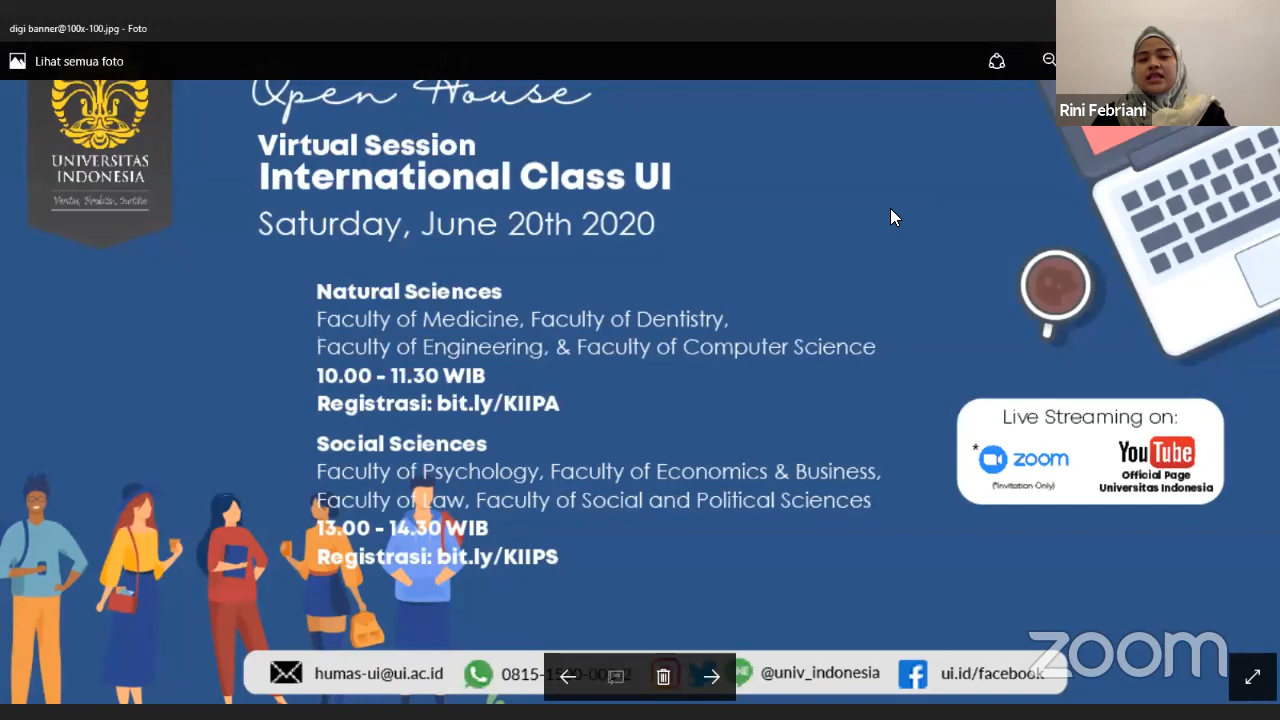 digi banner@100x-100.jpg - Foto
Lihat semua foto
Rini Febriani
Open House
UNIVERSITAS
INDONESIA
Veritas, Probitas, Iustitia
Virtual Session
International Class UI
Saturday, June 20th 2020
Natural Sciences
Faculty of Medicine, Faculty of Dentistry,
Faculty of Engineering, & Faculty of Computer Science
10.00 - 11.30 WIB
Registrasi: bit.ly/KIIPA
Social Sciences
Faculty of Psychology, Faculty of Economics & Business,
Faculty of Law, Faculty of Social and Political Sciences
13.00 - 14.30 WIB
Registrasi: bit.ly/KIIPS
Live Streaming on:
* zoom
(*Invitation Only)
YouTube
Official Page
Universitas Indonesia
humas-ui@ui.ac.id
@univ_indonesia
ui.id/facebook
zoom